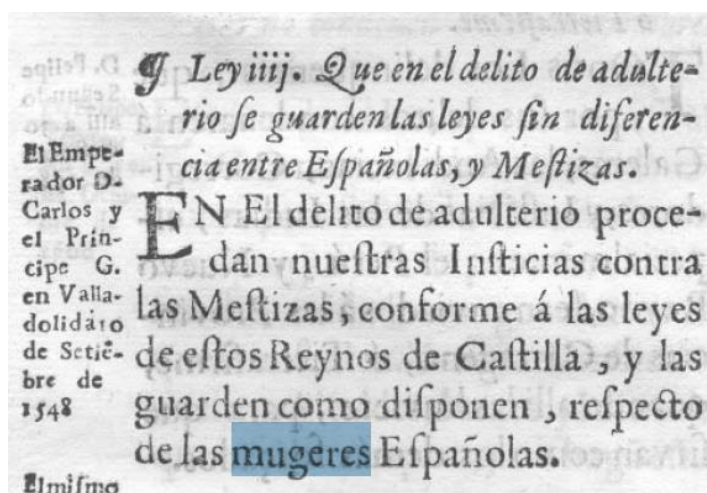 ¶ Ley iiij. Que en el delito de adulte-
rio ſe guarden las leyes ſin diferen-
cia entre Eſpañolas, y Meſtizas.
El Empe-
rador D.
Carlos y
el Prin-
cipe G.
en Valla-
dolid á 10
de Setiē-
bre de
1548
EN El delito de adulterio proce-
dan nueſtras Iuſticias contra
las Meſtizas, conforme á las leyes
de eſtos Reynos de Caſtilla, y las
guarden como diſponen, reſpecto
de las mugeres Eſpañolas.
El miſmo